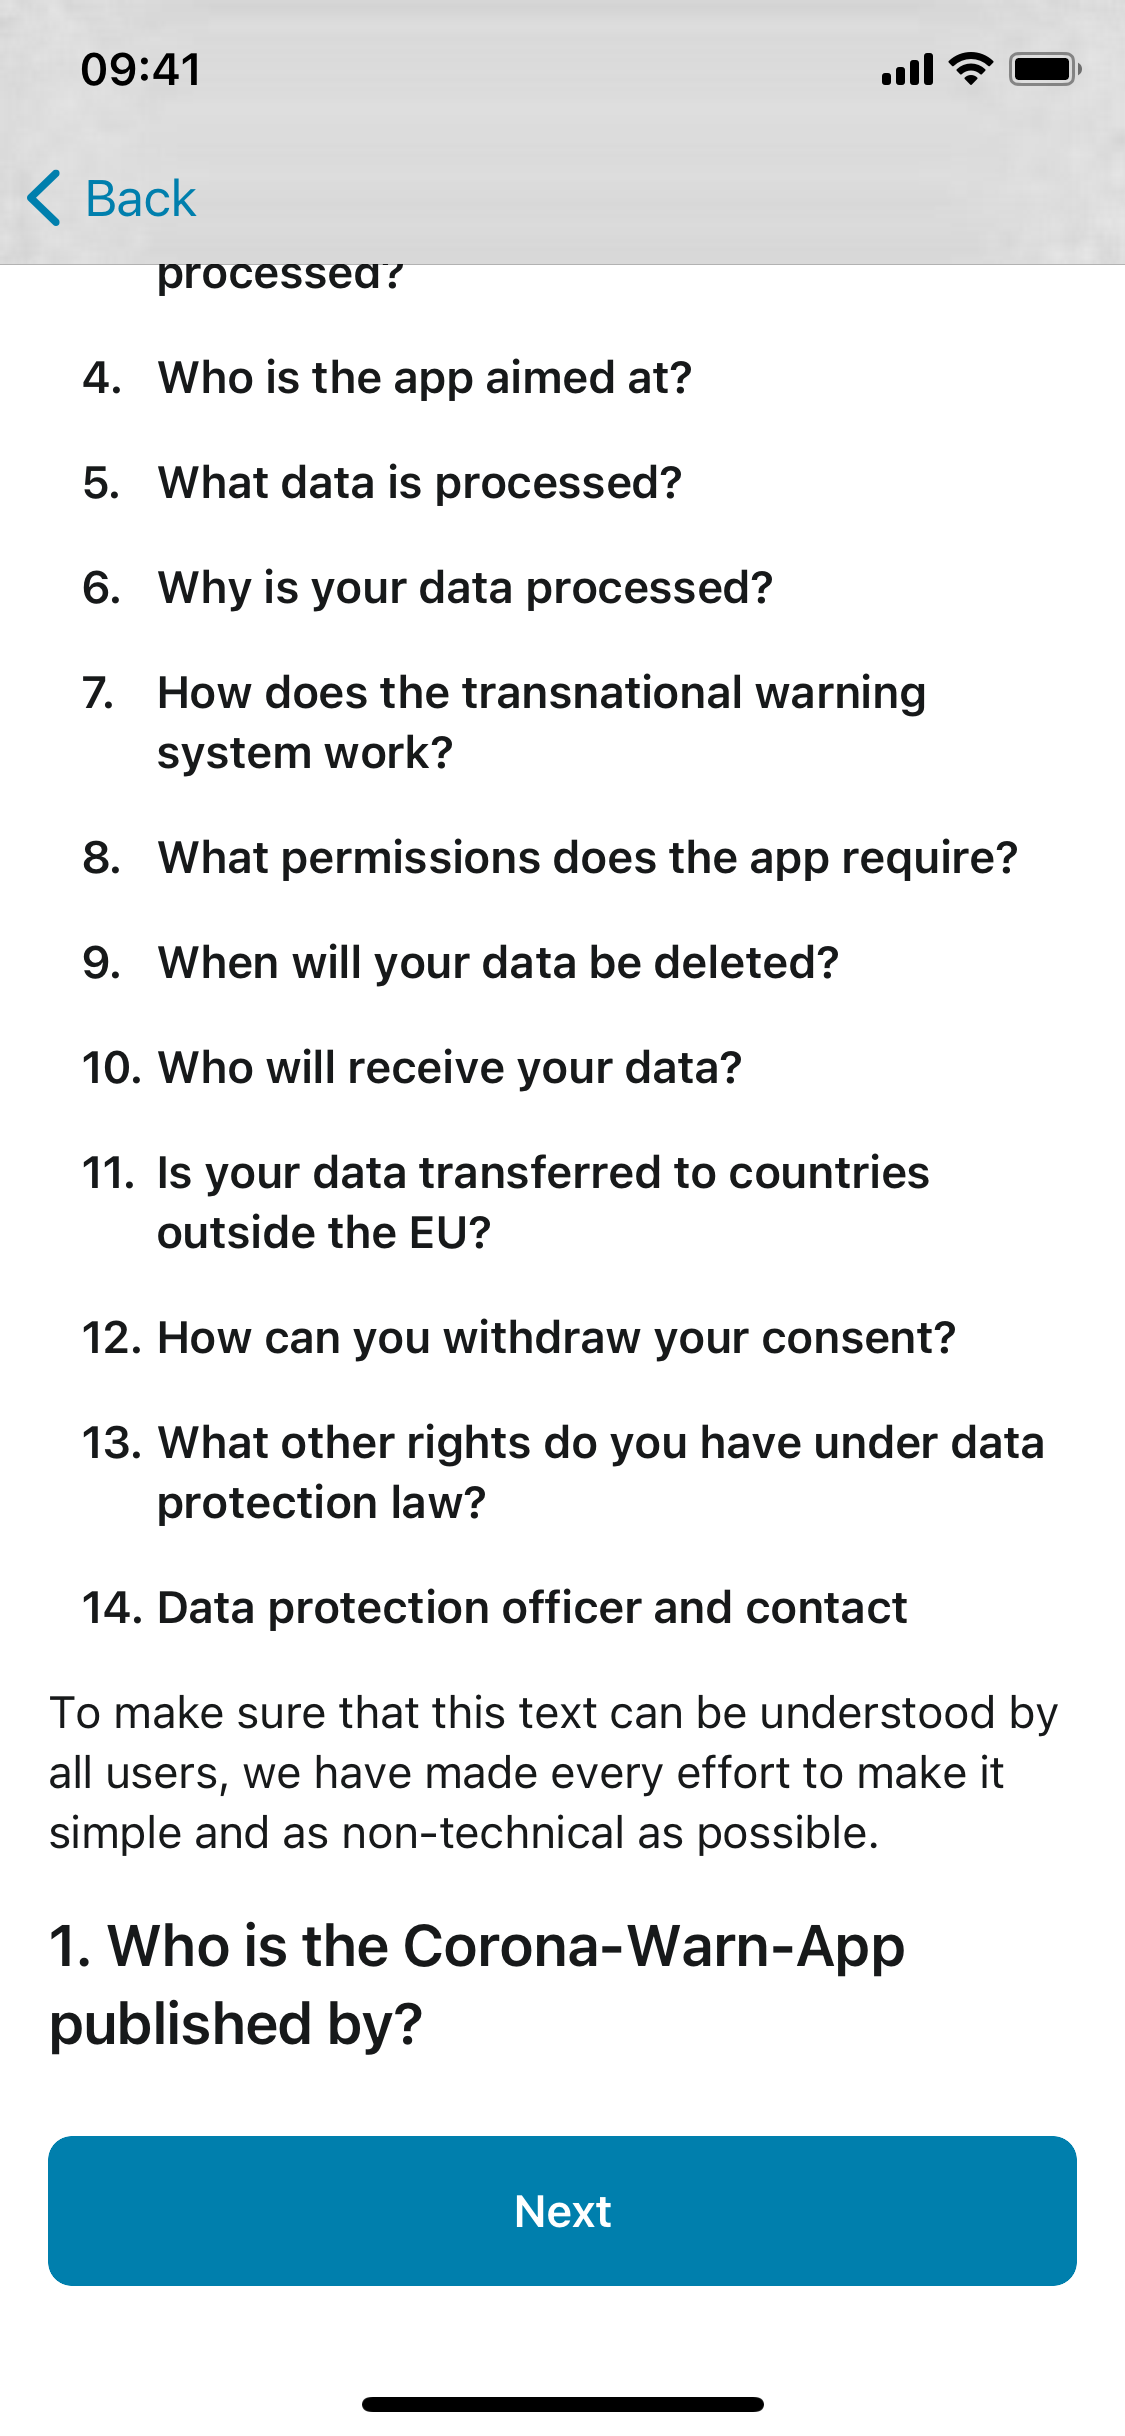 09:41
Back
processed?
4. Who is the app aimed at?
5. What data is processed?
6. Why is your data processed?
7. How does the transnational warning
system work?
8. What permissions does the app require?
9. When will your data be deleted?
10. Who will receive your data?
11. Is your data transferred to countries
outside the EU?
12. How can you withdraw your consent?
13. What other rights do you have under data
protection law?
14. Data protection officer and contact
To make sure that this text can be understood by
all users, we have made every effort to make it
simple and as non-technical as possible.
1. Who is the Corona-Warn-App
published by?
Next